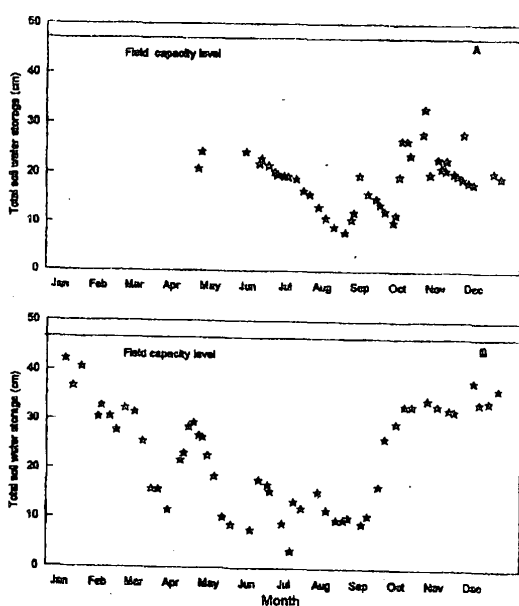 50
Field capacity level A
40
30
20
10
0
Total soil water storage (cm)
Jan Feb Mar Apr May Jun Jul Aug Sep Oct Nov Dec
50
Field capacity level B
40
30
20
10
0
Total soil water storage (cm)
Jan Feb Mar Apr May Jun Jul Aug Sep Oct Nov Dec
Month